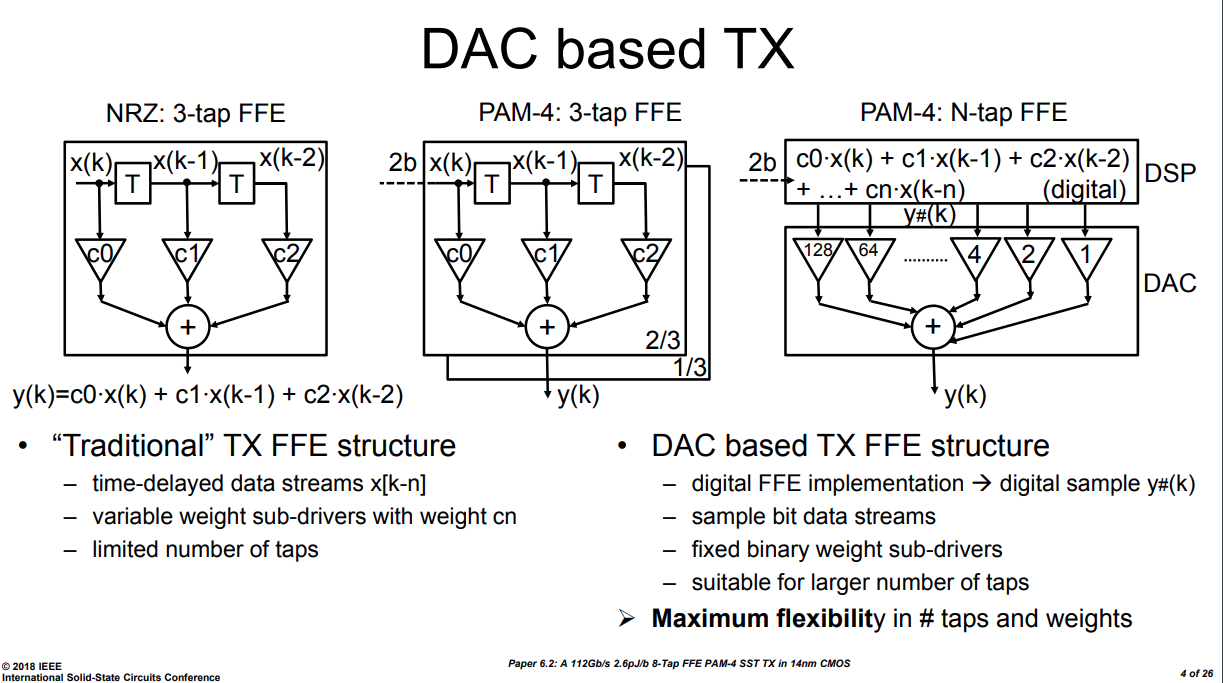 DAC based TX
NRZ: 3-tap FFE
x(k) x(k-1) x(k-2)
T T
c0 c1 c2
+
y(k)=c0·x(k) + c1·x(k-1) + c2·x(k-2)
PAM-4: 3-tap FFE
2b x(k) x(k-1) x(k-2)
T T
c0 c1 c2
+
2/3
1/3
y(k)
PAM-4: N-tap FFE
2b c0·x(k) + c1·x(k-1) + c2·x(k-2) DSP
+ …+ cn·x(k-n) (digital)
y#(k)
128 64 .......... 4 2 1
DAC
+
y(k)
• “Traditional” TX FFE structure
– time-delayed data streams x[k-n]
– variable weight sub-drivers with weight cn
– limited number of taps
• DAC based TX FFE structure
– digital FFE implementation → digital sample y#(k)
– sample bit data streams
– fixed binary weight sub-drivers
– suitable for larger number of taps
➢ Maximum flexibility in # taps and weights
© 2018 IEEE
International Solid-State Circuits Conference
Paper 6.2: A 112Gb/s 2.6pJ/b 8-Tap FFE PAM-4 SST TX in 14nm CMOS
4 of 26